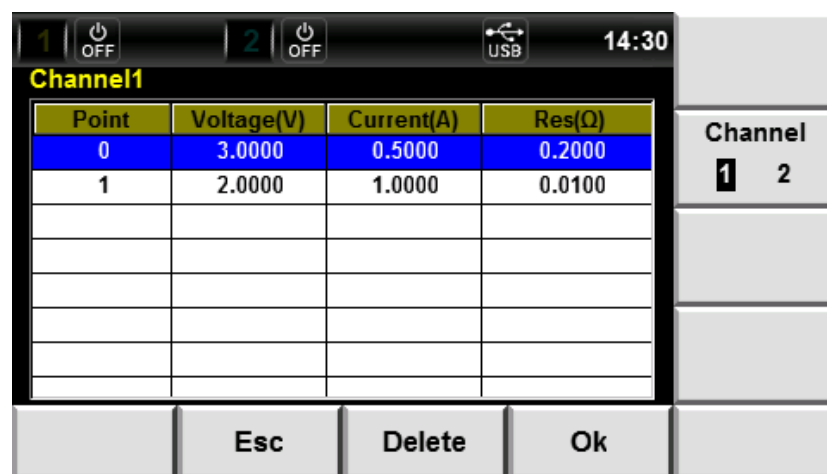 1 OFF 2 OFF USB 14:30
Channel1
Point Voltage(V) Current(A) Res(Ω)
0 3.0000 0.5000 0.2000
1 2.0000 1.0000 0.0100
Channel
1 2
Esc Delete Ok